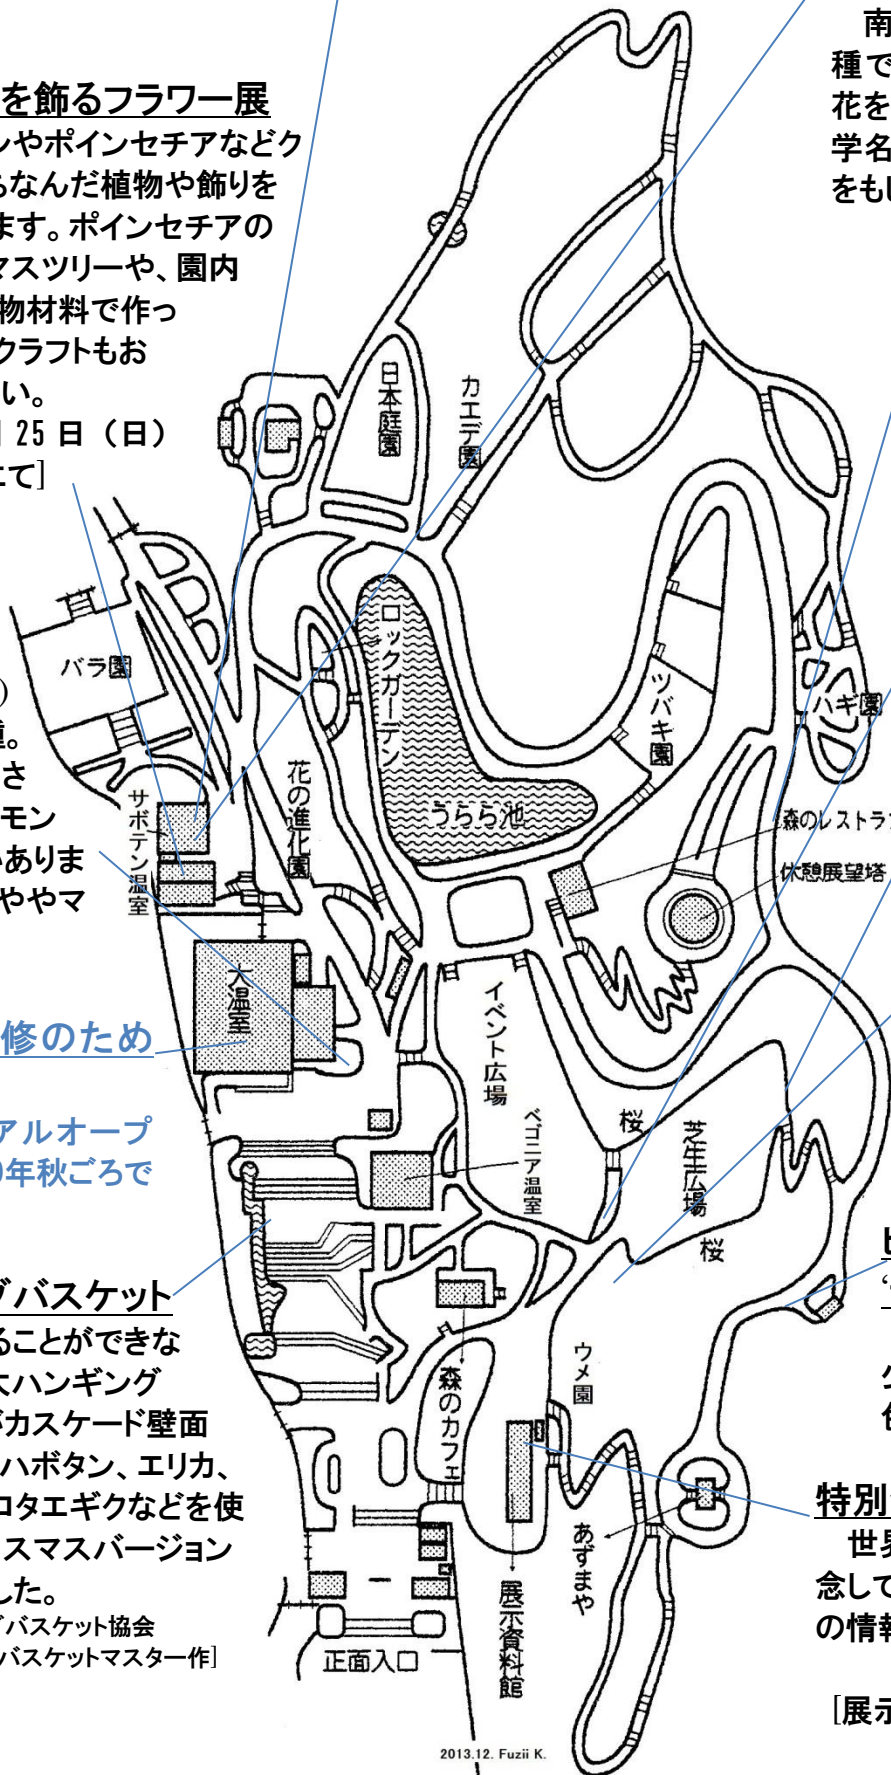 南
種で
花を
学名
をもじ
を飾るフラワー展
ンやポインセチアなどク
ちなんだ植物や飾りを
ます。ポインセチアの
マスツリーや、園内
物材料で作っ
クラフトもお
い。
25日（日）
にて]
日本庭園
カエデ園
ロックガーデン
バラ園
ツバキ園
ハギ園
)
種。
さ
モン
いありま
ややマ
サボテン温室
花の進化園
うらら池
森のレストラン
休憩展望塔
大温室
修のため
アルオープ
年秋ごろで
イベント広場
ベゴニア温室
桜
芝生広場
桜
グバスケット
ることができな
大ハンギング
がカスケード壁面
ハボタン、エリカ、
ロタエギクなどを使
スマスバージョン
した。
グバスケット協会
バスケットマスター作]
森のカフェ
ウメ園
あずまや
展示資料館
正面入口
特別
世界
念して
の情報
[展示
2013.12. Fuzii K.